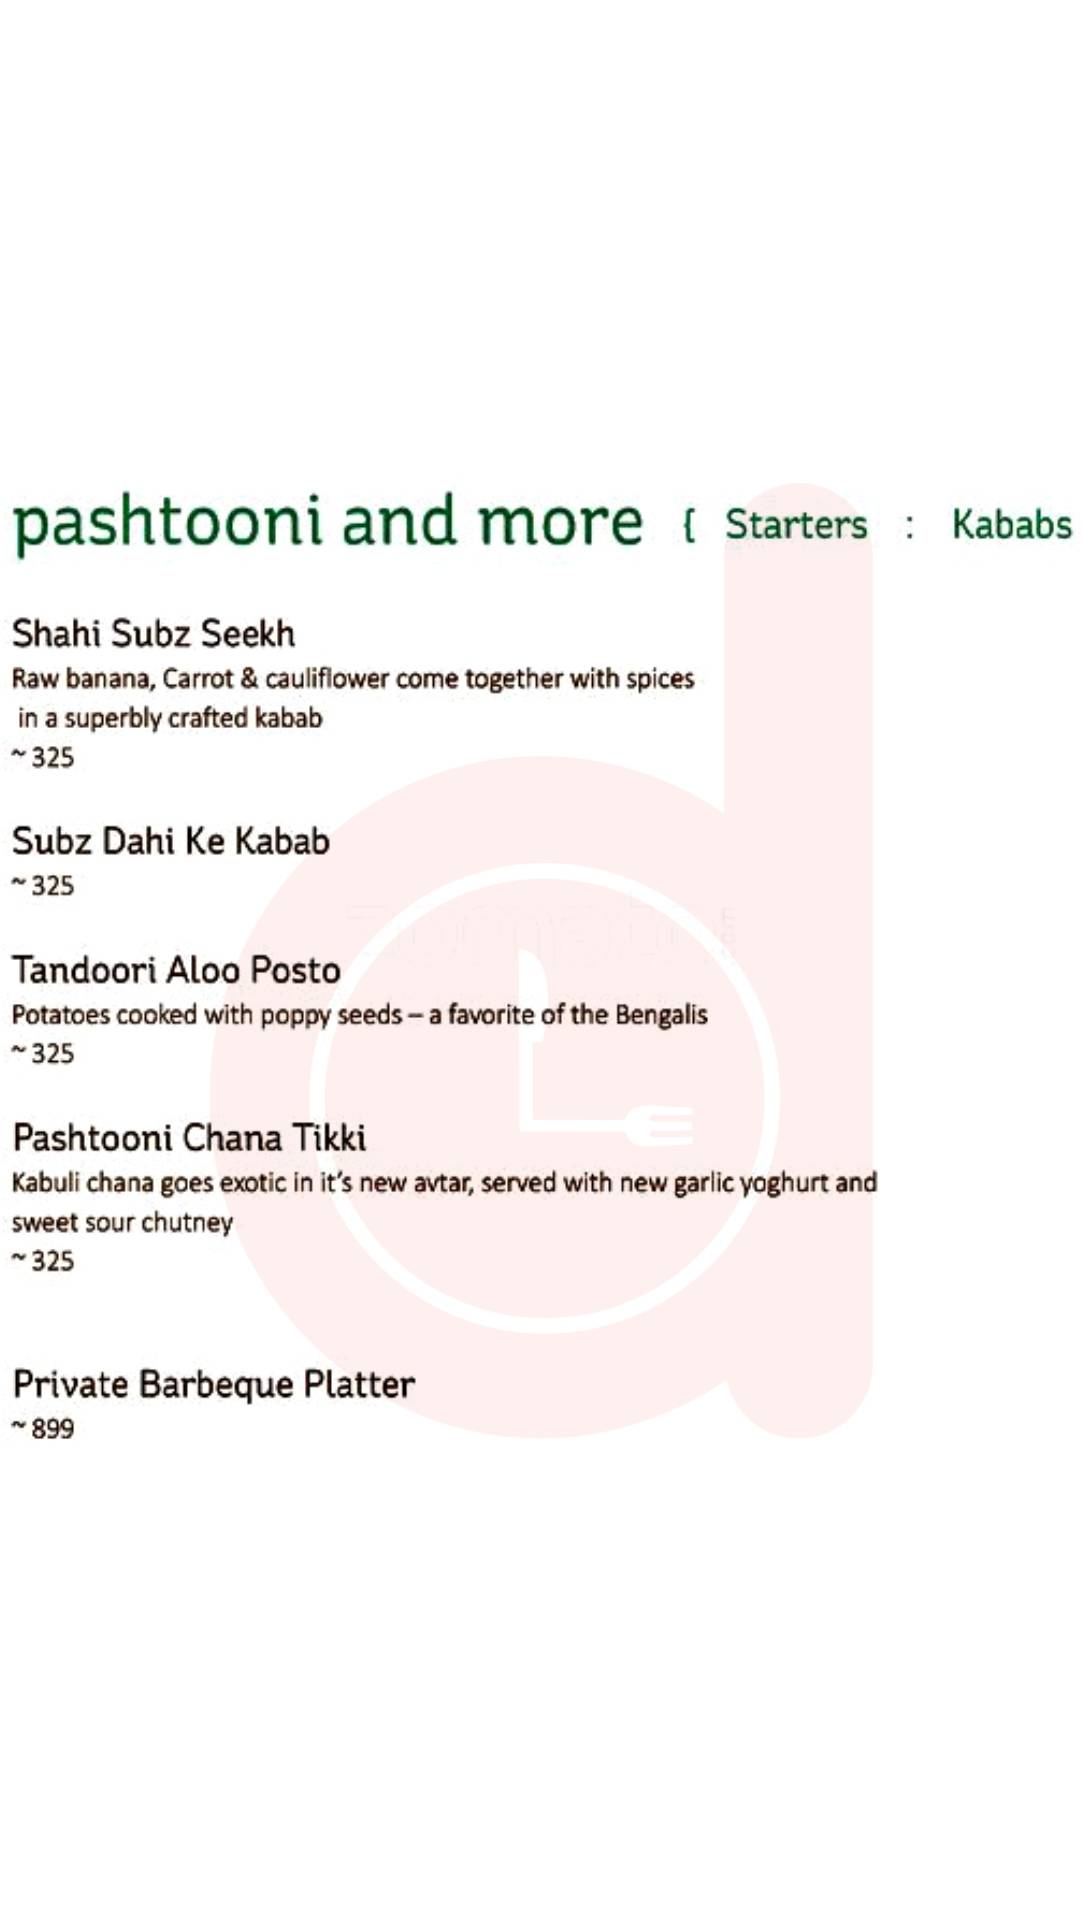 pashtooni and more { Starters : Kababs
Shahi Subz Seekh
Raw banana, Carrot & cauliflower come together with spices
in a superbly crafted kabab
~ 325
Subz Dahi Ke Kabab
~ 325
Tandoori Aloo Posto
Potatoes cooked with poppy seeds – a favorite of the Bengalis
~ 325
Pashtooni Chana Tikki
Kabuli chana goes exotic in it’s new avtar, served with new garlic yoghurt and
sweet sour chutney
~ 325
Private Barbeque Platter
~ 899